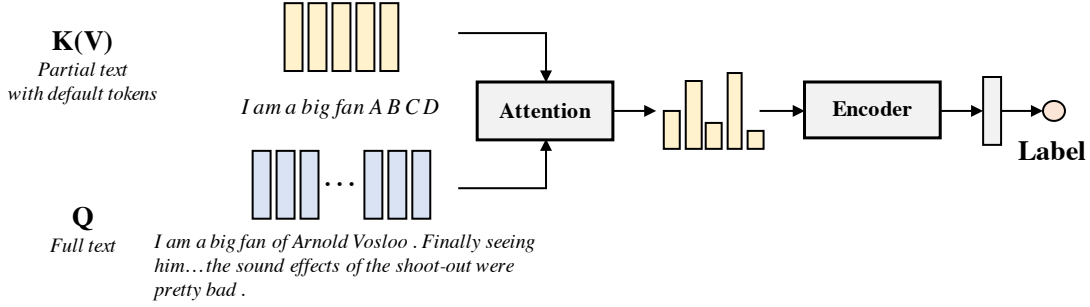 K(V)
Partial text
with default tokens
I am a big fan A B C D
Attention
Encoder
Label
Q
Full text
I am a big fan of Arnold Vosloo . Finally seeing
him…the sound effects of the shoot-out were
pretty bad .